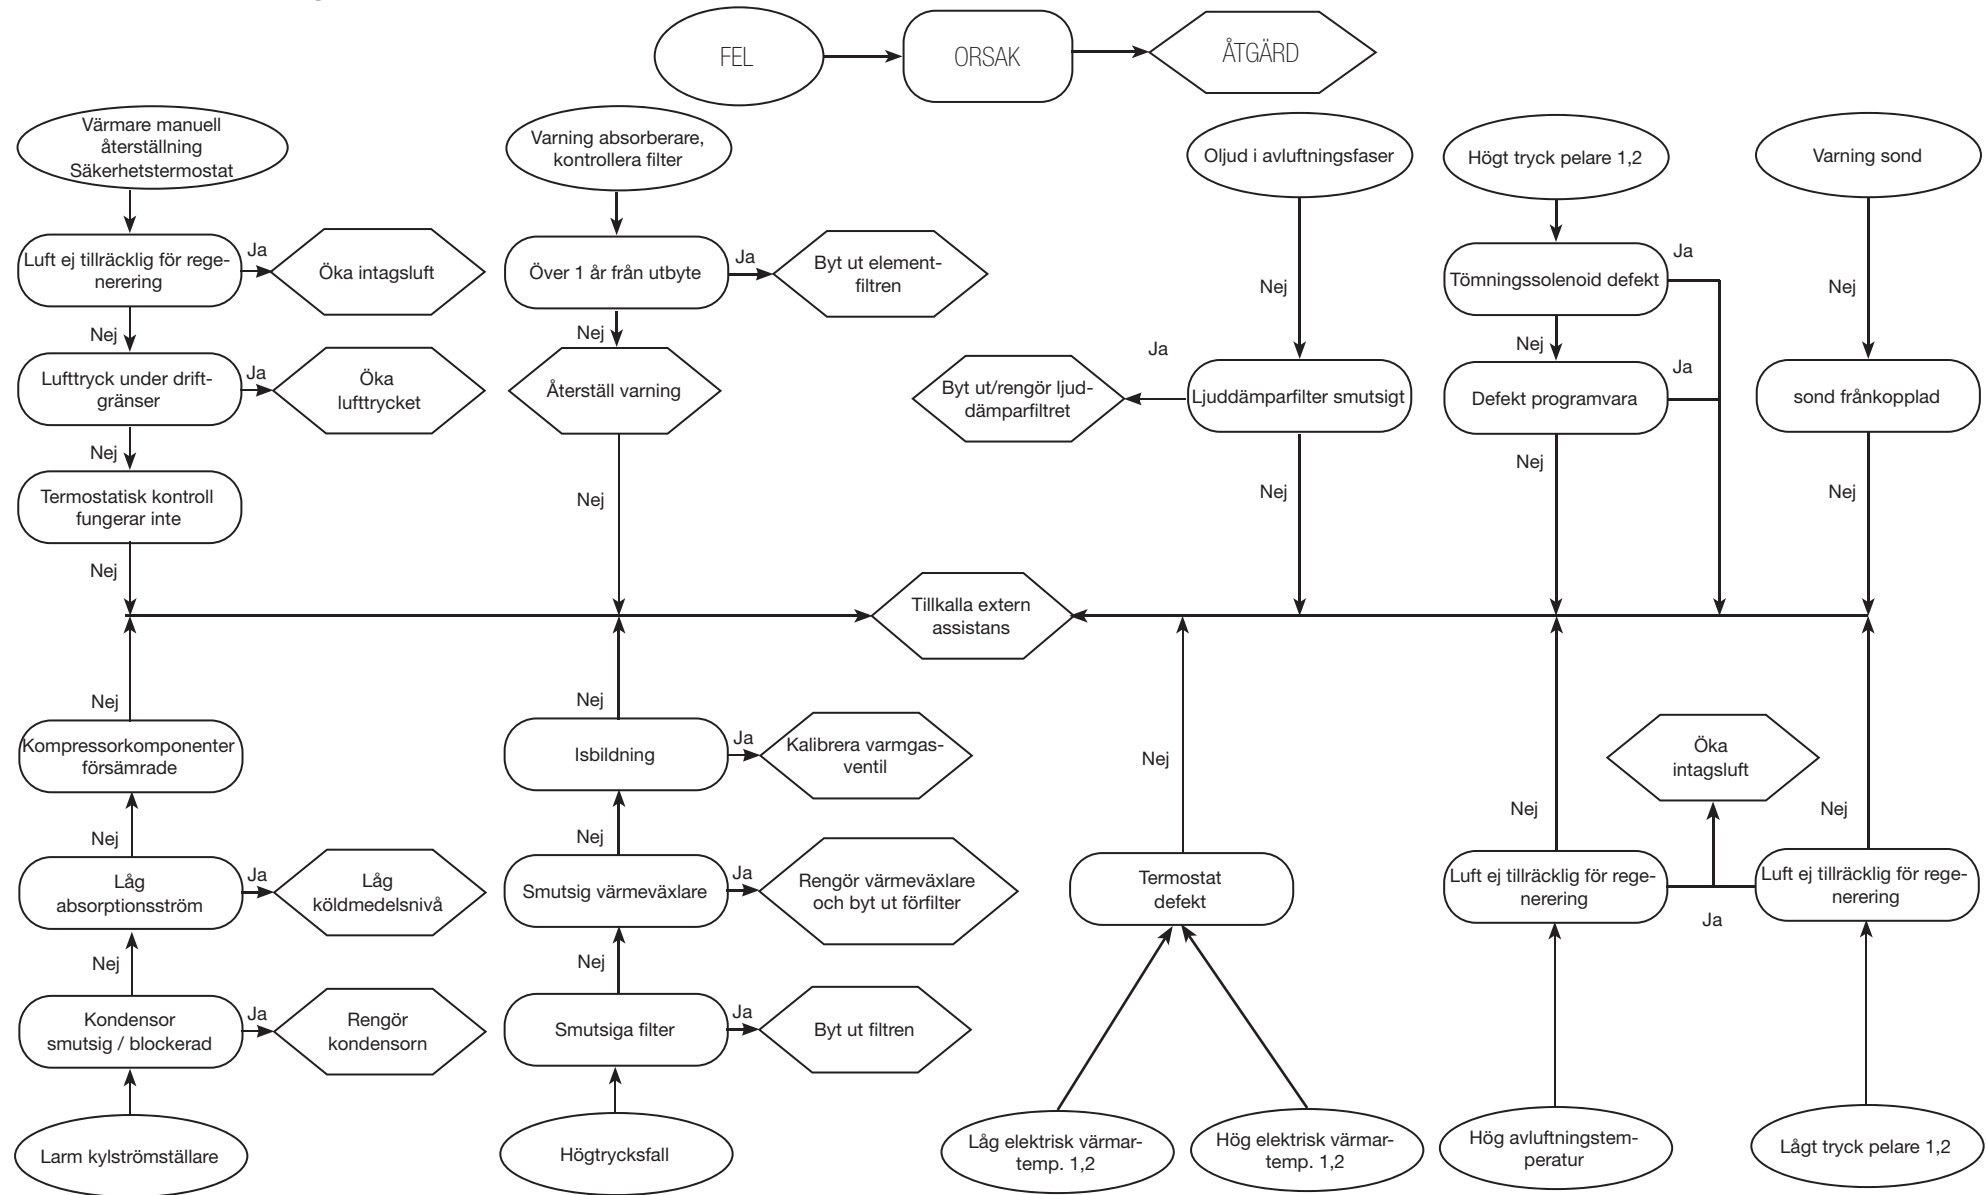 FEL
ORSAK
ÅTGÄRD
Värmare manuell
återställning
Säkerhetstermostat
Varning absorberare,
kontrollera filter
Oljud i avluftningsfaser
Högt tryck pelare 1,2
Varning sond
Luft ej tillräcklig för rege-
nerering
Ja
Öka intagsluft
Över 1 år från utbyte
Ja
Byt ut element-
filtren
Nej
Tömningssolenoid defekt
Ja
Nej
Nej
Nej
Nej
Lufttryck under drift-
gränser
Ja
Öka
lufttrycket
Återställ varning
Byt ut/rengör ljud-
dämparfiltret
Ja
Ljuddämparfilter smutsigt
Defekt programvara
Ja
sond frånkopplad
Nej
Termostatisk kontroll
fungerar inte
Nej
Nej
Nej
Nej
Nej
Tillkalla extern
assistans
Nej
Kompressorkomponenter
försämrade
Nej
Isbildning
Ja
Kalibrera varmgas-
ventil
Nej
Öka
intagsluft
Nej
Låg
absorptionsström
Ja
Låg
köldmedelsnivå
Nej
Smutsig värmeväxlare
Ja
Rengör värmeväxlare
och byt ut förfilter
Termostat
defekt
Nej
Luft ej tillräcklig för rege-
nerering
Ja
Nej
Luft ej tillräcklig för rege-
nerering
Nej
Kondensor
smutsig / blockerad
Ja
Rengör
kondensorn
Nej
Smutsiga filter
Ja
Byt ut filtren
Larm kylströmställare
Högtrycksfall
Låg elektrisk värmar-
temp. 1,2
Hög elektrisk värmar-
temp. 1,2
Hög avluftningstem-
peratur
Lågt tryck pelare 1,2